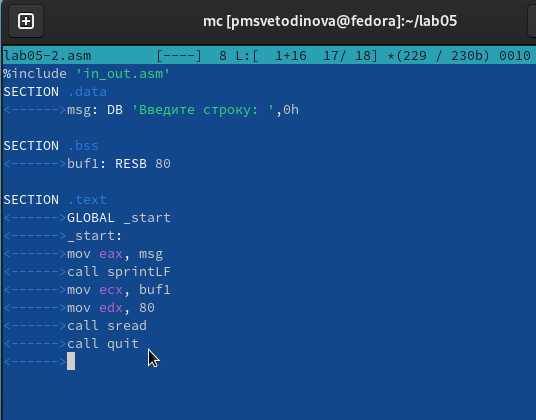 mc [pmsvetodinova@fedora]:~/lab05
lab05-2.asm [----] 8 L:[ 1+16 17/ 18] *(229 / 230b) 0010
%include 'in_out.asm'
SECTION .data
<------>msg: DB 'Введите строку: ',0h
SECTION .bss
<------>buf1: RESB 80
SECTION .text
<------>GLOBAL _start
<------>_start:
<------>mov eax, msg
<------>call sprintLF
<------>mov ecx, buf1
<------>mov edx, 80
<------>call sread
<------>call quit
<------>